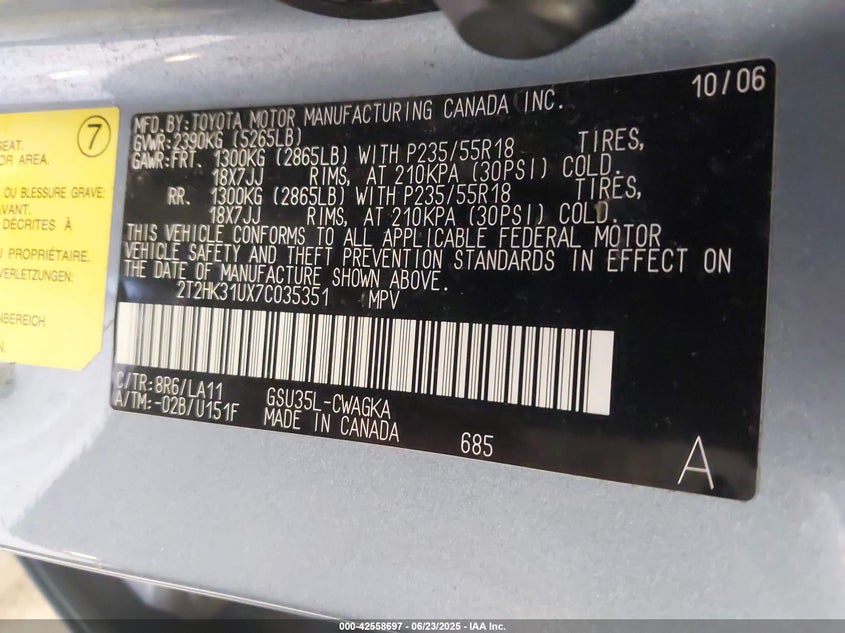 10/06
MFD.BY:TOYOTA MOTOR MANUFACTURING CANADA INC.
GVWR:2390KG (5265LB)
GAWR:FRT. 1300KG (2865LB) WITH P235/55R18 TIRES,
18X7JJ RIMS, AT 210KPA (30PSI) COLD.
RR. 1300KG (2865LB) WITH P235/55R18 TIRES,
18X7JJ RIMS, AT 210KPA (30PSI) COLD.
THIS VEHICLE CONFORMS TO ALL APPLICABLE FEDERAL MOTOR
VEHICLE SAFETY AND THEFT PREVENTION STANDARDS IN EFFECT ON
THE DATE OF MANUFACTURE SHOWN ABOVE.
2T2HK31UX7C035351 MPV
C/TR:8R6/LA11 GSU35L-CWAGKA
A/TM:-02B/U151F MADE IN CANADA 685
A
7
SEAT.
OR AREA.
OU BLESSURE GRAVE:
AVANT.
DÉCRITES À
U PROPRIÉTAIRE.
VERLETZUNGEN:
NBEREICH
N.
000-42558697 - 06/23/2025 - IAA Inc.